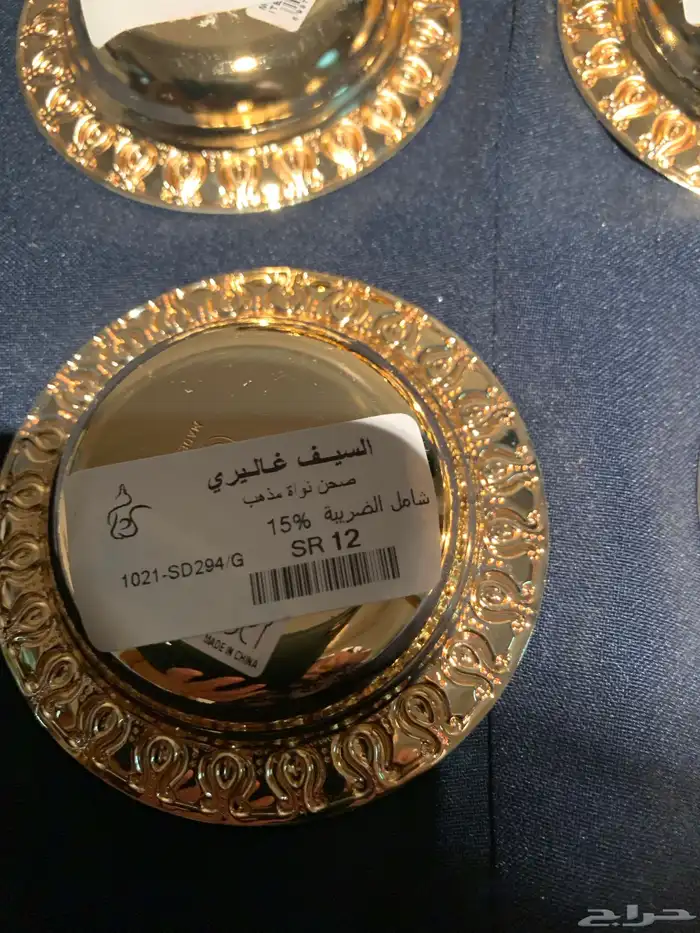 السيف غاليري
صحن نواة مذهب
شامل الضريبة 15%
SR 12
1021-SD294/G
MADE IN CHINA
حراج